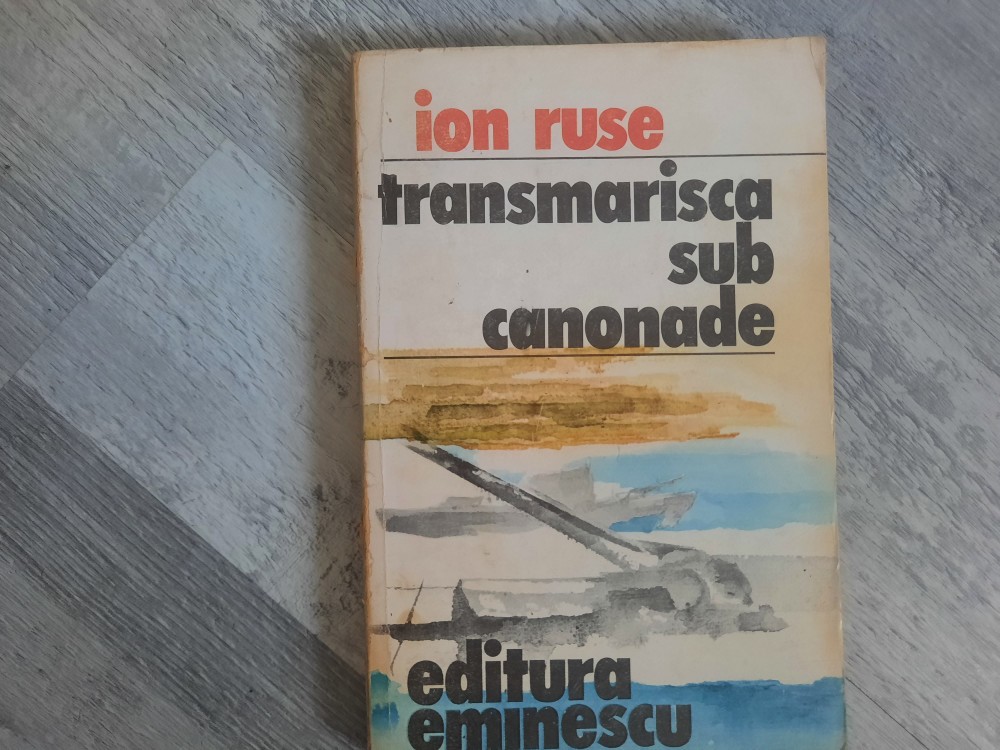 ion ruse
transmarisca
sub
canonade
editura
eminescu